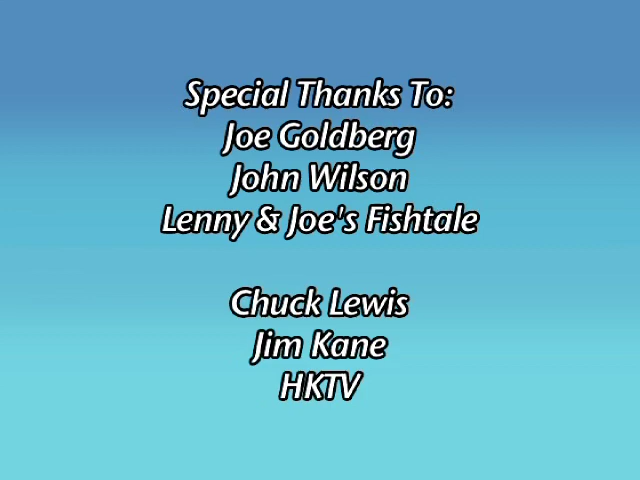 Special Thanks To:
Joe Goldberg
John Wilson
Lenny & Joe's Fishtale
Chuck Lewis
Jim Kane
HKTV